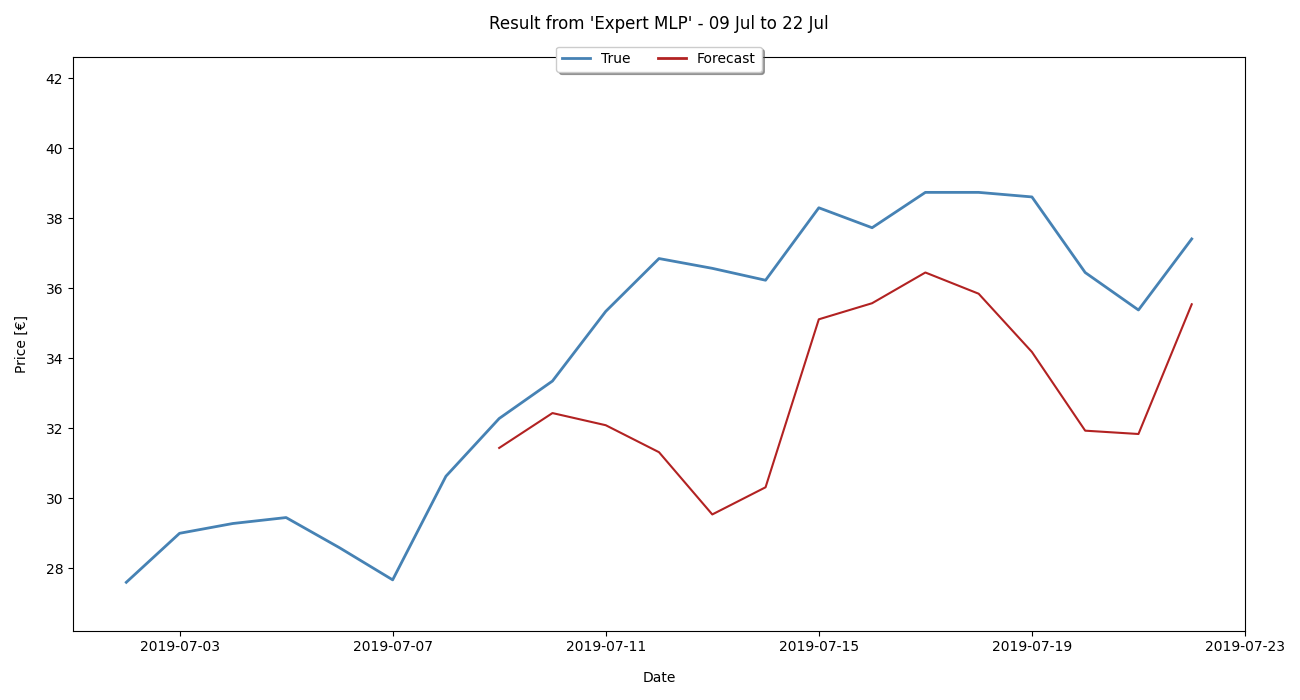 Result from 'Expert MLP' - 09 Jul to 22 Jul
True Forecast
42
40
38
36
34
32
30
28
Price [€]
2019-07-03 2019-07-07 2019-07-11 2019-07-15 2019-07-19 2019-07-23
Date